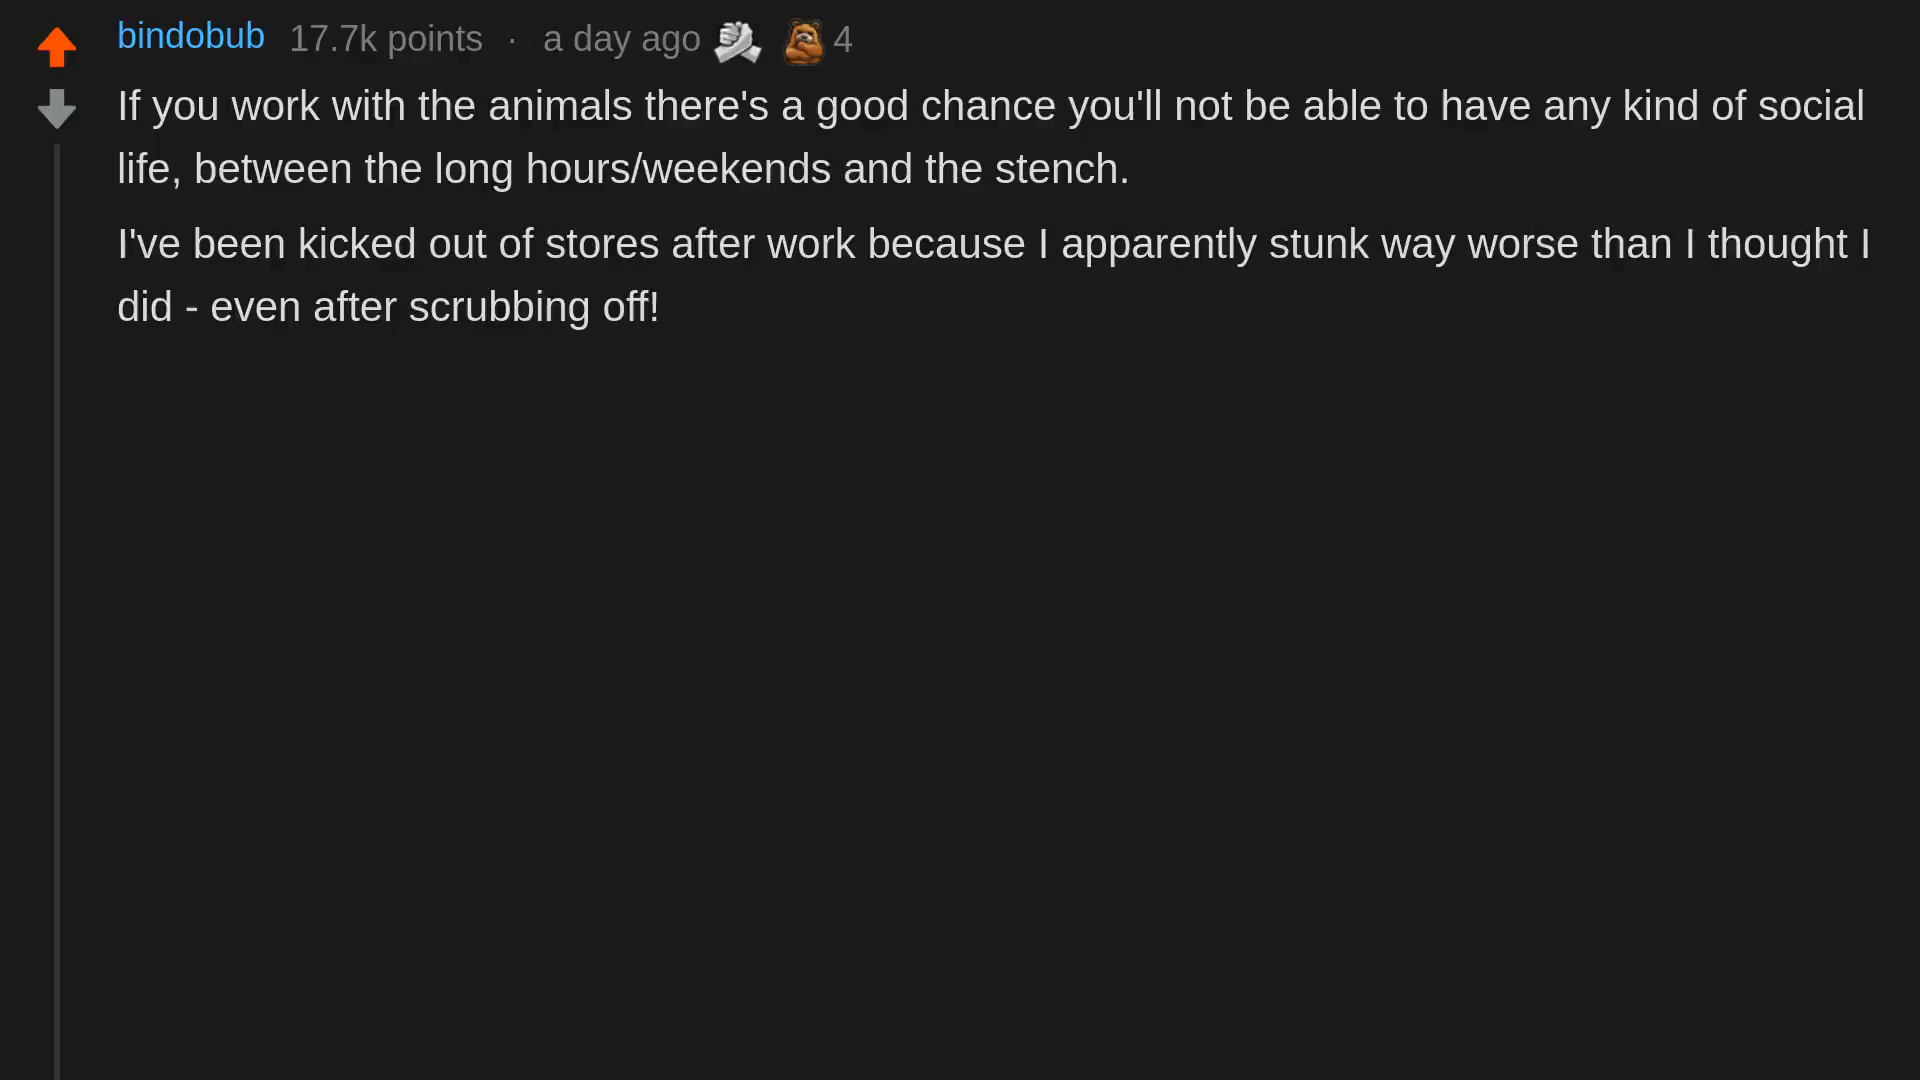 bindobub 17.7k points · a day ago 4
If you work with the animals there's a good chance you'll not be able to have any kind of social
life, between the long hours/weekends and the stench.
I've been kicked out of stores after work because I apparently stunk way worse than I thought I
did - even after scrubbing off!